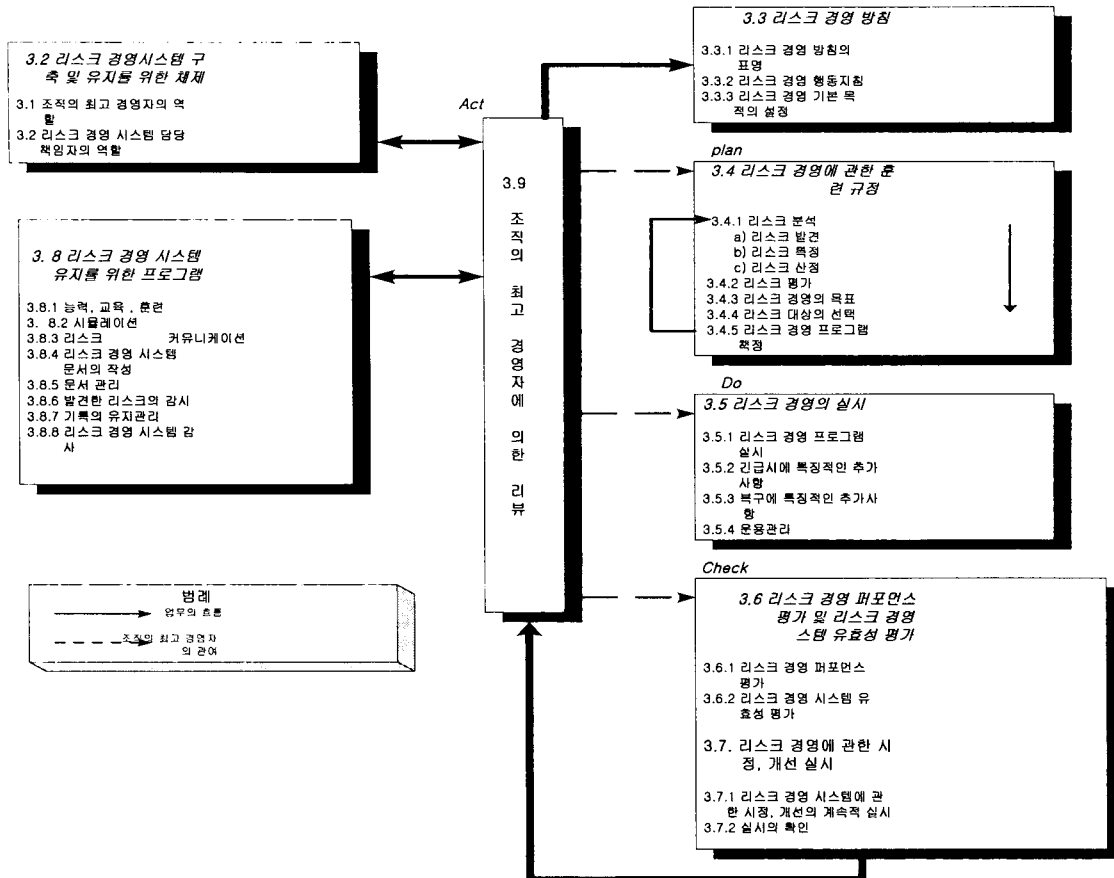 3.2 리스크 경영시스템 구
축 및 유지를 위한 체제
3.1 조직의 최고 경영자의 역
할
3.2 리스크 경영 시스템 담당
책임자의 역할
3. 8 리스크 경영 시스템
유지를 위한 프로그램
3.8.1 능력, 교육 , 훈련
3. 8.2 시뮬레이션
3.8.3 리스크 커뮤니케이션
3.8.4 리스크 경영 시스템
문서의 작성
3.8.5 문서 관리
3.8.6 발견한 리스크의 감시
3.8.7 기록의 유지관리
3.8.8 리스크 경영 시스템 감
사
범례
업무의 흐름
조직의 최고 경영자
의 관여
Act
3.9 조직의 최고 경영자에 의한 리뷰
3.3 리스크 경영 방침
3.3.1 리스크 경영 방침의
표명
3.3.2 리스크 경영 행동지침
3.3.3 리스크 경영 기본 목
적의 설정
plan
3.4 리스크 경영에 관한 훈
련 규정
3.4.1 리스크 분석
a) 리스크 발견
b) 리스크 특정
c) 리스크 산정
3.4.2 리스크 평가
3.4.3 리스크 경영의 목표
3.4.4 라스크 대상의 선택
3.4.5 리스크 경영 프로그램
책정
Do
3.5 리스크 경영의 실시
3.5.1 리스크 경영 프로그램
실시
3.5.2 긴급시에 특징적인 추가
사항
3.5.3 복구에 특징적인 추가사
항
3.5.4 운용관리
Check
3.6 리스크 경영 퍼포먼스
평가 및 리스크 경영
스템 유효성 평가
3.6.1 리스크 경영 퍼포먼스
평가
3.6.2 리스크 경영 시스템 유
효성 평가
3.7. 리스크 경영에 관한 시
정, 개선 실시
3.7.1 리스크 경영 시스템에 관
한 시정, 개선의 계속적 실시
3.7.2 실시의 확인